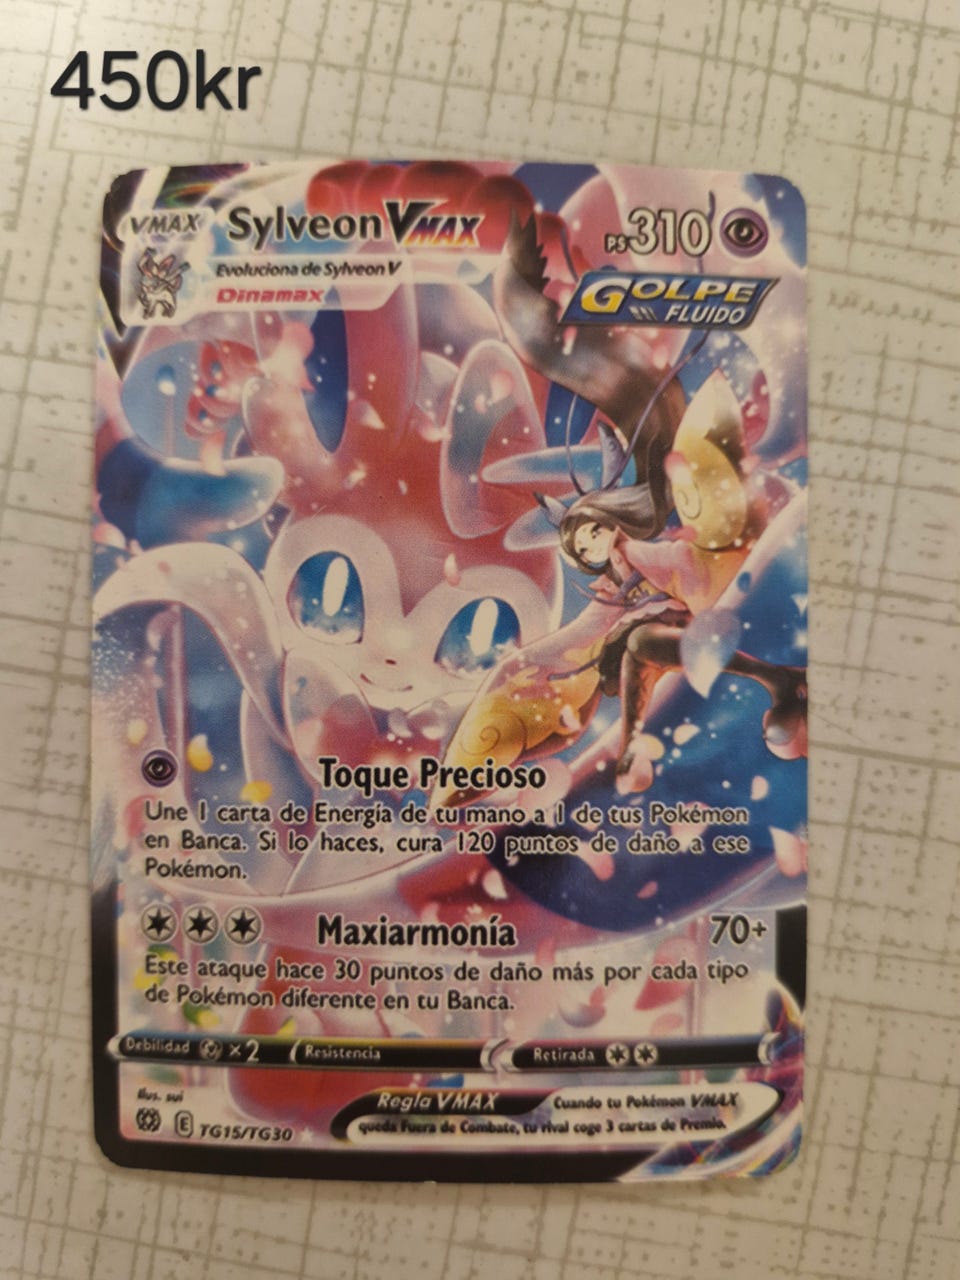 450kr
VMAX Sylveon VMAX PS 310
Evoluciona de Sylveon V
Dinamax
GOLPE
EN FLUIDO
Toque Precioso
Une 1 carta de Energía de tu mano a 1 de tus Pokémon
en Banca. Si lo haces, cura 120 puntos de daño a ese
Pokémon.
Maxiarmonía 70+
Este ataque hace 30 puntos de daño más por cada tipo
de Pokémon diferente en tu Banca.
Debilidad ×2 Resistencia Retirada
Illus. sui
Regla VMAX Cuando tu Pokémon VMAX
queda Fuera de Combate, tu rival coge 3 cartas de Premio.
E TG15/TG30